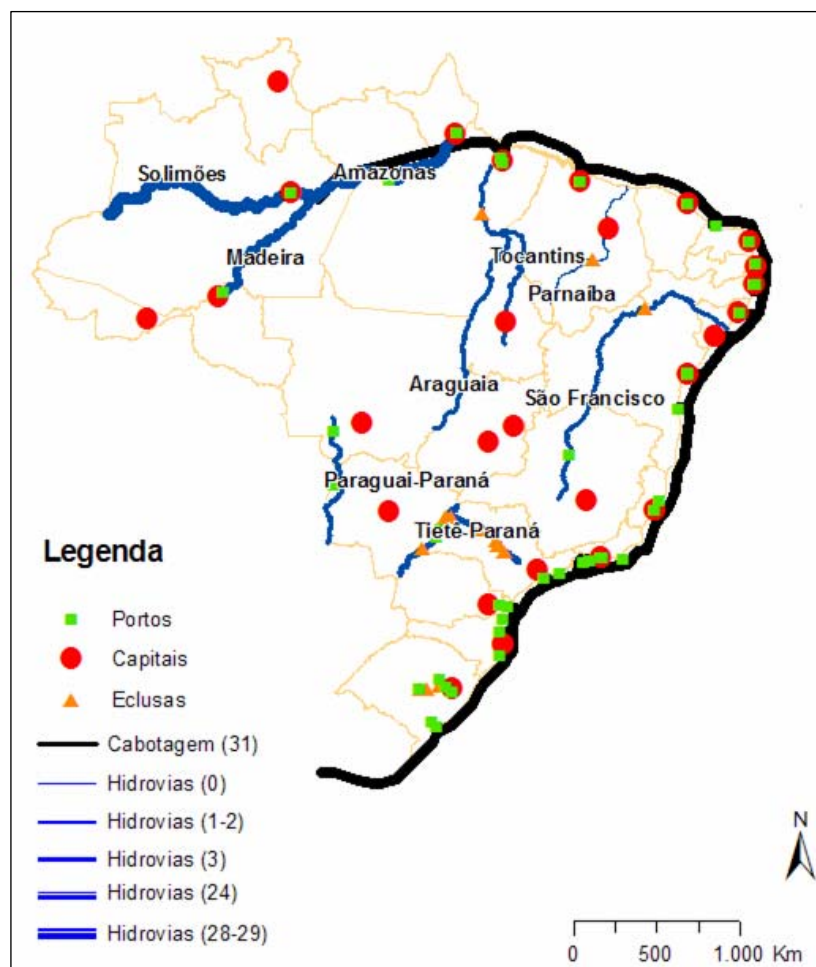 Solimões
Amazonas
Madeira
Tocantins
Parnaíba
Araguaia
São Francisco
Paraguai-Paraná
Tietê-Paraná
Legenda
Portos
Capitais
Eclusas
Cabotagem (31)
Hidrovias (0)
Hidrovias (1-2)
Hidrovias (3)
Hidrovias (24)
Hidrovias (28-29)
N
0 500 1.000 Km